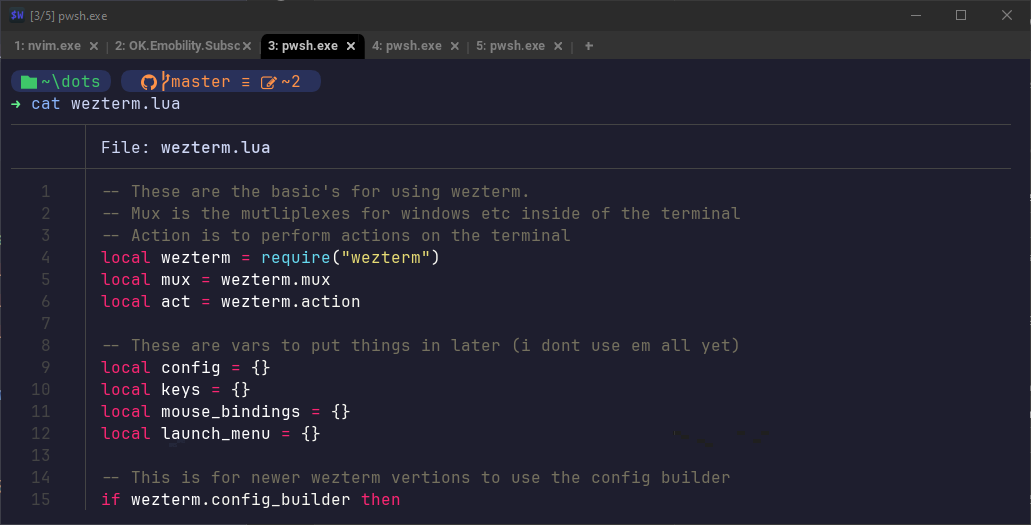 SW [3/5] pwsh.exe
1: nvim.exe × | 2: OK.Emobility.Subsc× 3: pwsh.exe × 4: pwsh.exe × | 5: pwsh.exe × | +
~\dots master ≡ ~2
→ cat wezterm.lua
File: wezterm.lua
1 -- These are the basic's for using wezterm.
2 -- Mux is the mutliplexes for windows etc inside of the terminal
3 -- Action is to perform actions on the terminal
4 local wezterm = require("wezterm")
5 local mux = wezterm.mux
6 local act = wezterm.action
7
8 -- These are vars to put things in later (i dont use em all yet)
9 local config = {}
10 local keys = {}
11 local mouse_bindings = {}
12 local launch_menu = {}
13
14 -- This is for newer wezterm vertions to use the config builder
15 if wezterm.config_builder then